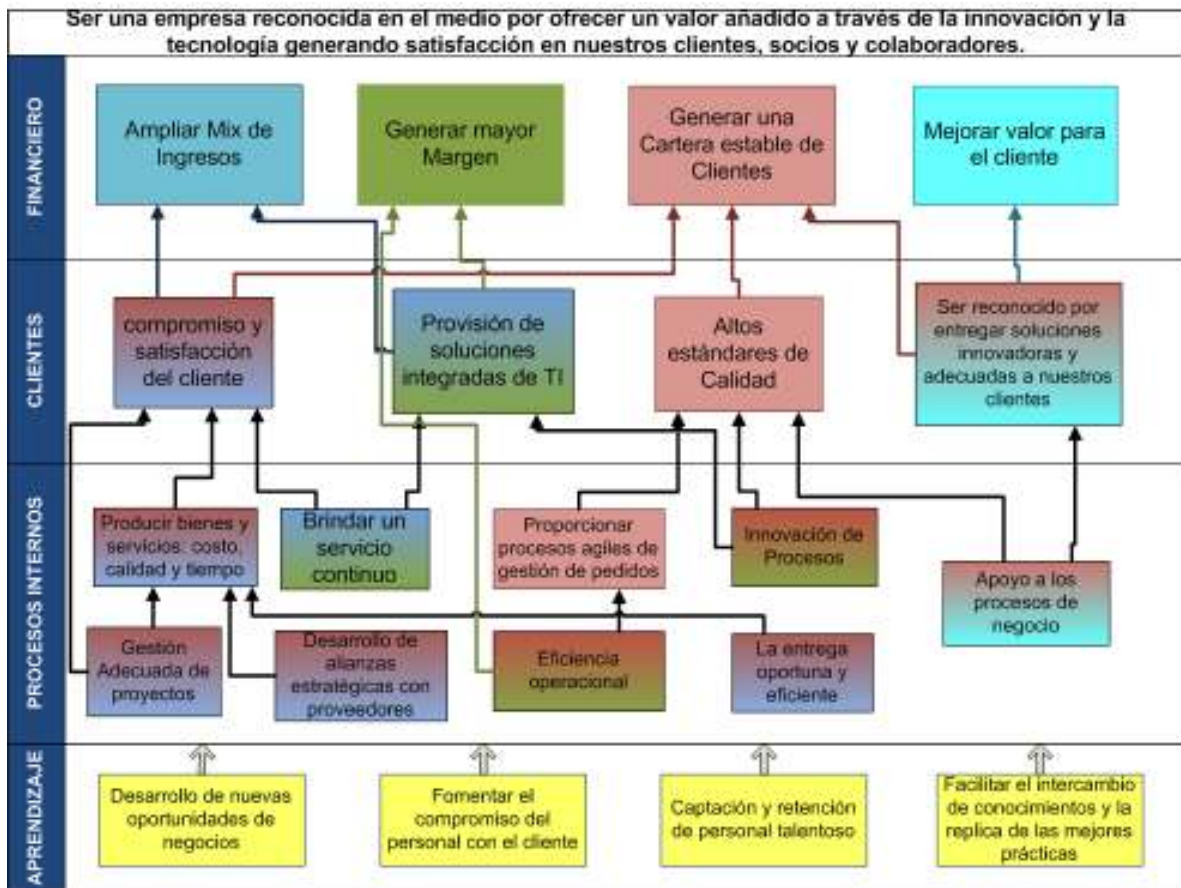 Ser una empresa reconocida en el medio por ofrecer un valor añadido a través de la innovación y la
tecnología generando satisfacción en nuestros clientes, socios y colaboradores.
FINANCIERO
Ampliar Mix de
Ingresos
Generar mayor
Margen
Generar una
Cartera estable de
Clientes
Mejorar valor para
el cliente
CLIENTES
compromiso y
satisfacción
del cliente
Provisión de
soluciones
integradas de TI
Altos
estándares de
Calidad
Ser reconocido por
entregar soluciones
innovadoras y
adecuadas a nuestros
clientes
PROCESOS INTERNOS
Producir bienes y
servicios: costo,
calidad y tiempo
Brindar un
servicio
continuo
Proporcionar
procesos agiles de
gestión de pedidos
Innovación de
Procesos
Apoyo a los
procesos de
negocio
Gestión
Adecuada de
proyectos
Desarrollo de
alianzas
estratégicas con
proveedores
Eficiencia
operacional
La entrega
oportuna y
eficiente
APRENDIZAJE
Desarrollo de nuevas
oportunidades de
negocios
Fomentar el
compromiso del
personal con el cliente
Captación y retención
de personal talentoso
Facilitar el intercambio
de conocimientos y la
replica de las mejores
prácticas